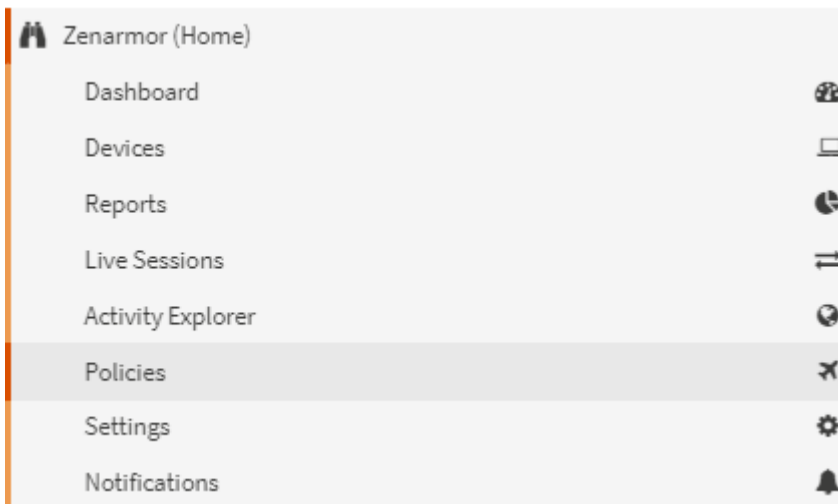 Zenarmor (Home)
Dashboard
Devices
Reports
Live Sessions
Activity Explorer
Policies
Settings
Notifications